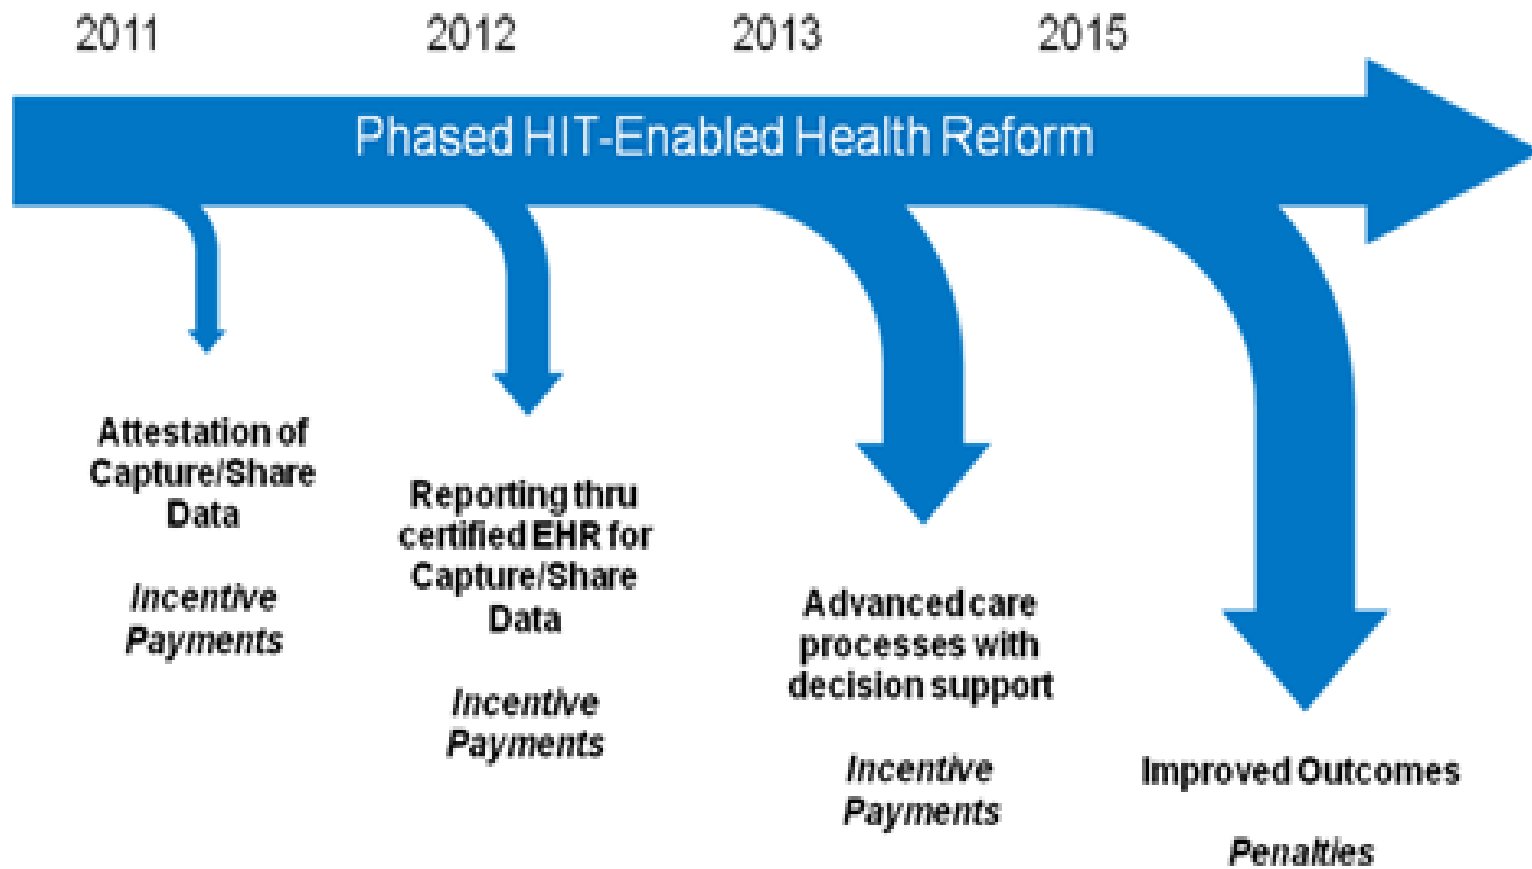 2011
2012
2013
2015
Phased HIT-Enabled Health Reform
Attestation of
Capture/Share
Data
Incentive
Payments
Reporting thru
certified EHR for
Capture/Share
Data
Incentive
Payments
Advanced care
processes with
decision support
Incentive
Payments
Improved Outcomes
Penalties